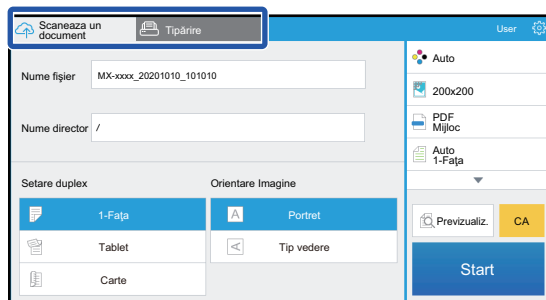 Scaneaza un
document
Tipărire
User
Nume fişier
MX-xxxx_20201010_101010
Nume director
/
Setare duplex
1-Faţa
Tablet
Carte
Orientare Imagine
A
Portret
A
Tip vedere
Auto
200x200
PDF
Mijloc
Auto
1-Faţa
Previzualiz.
CA
Start